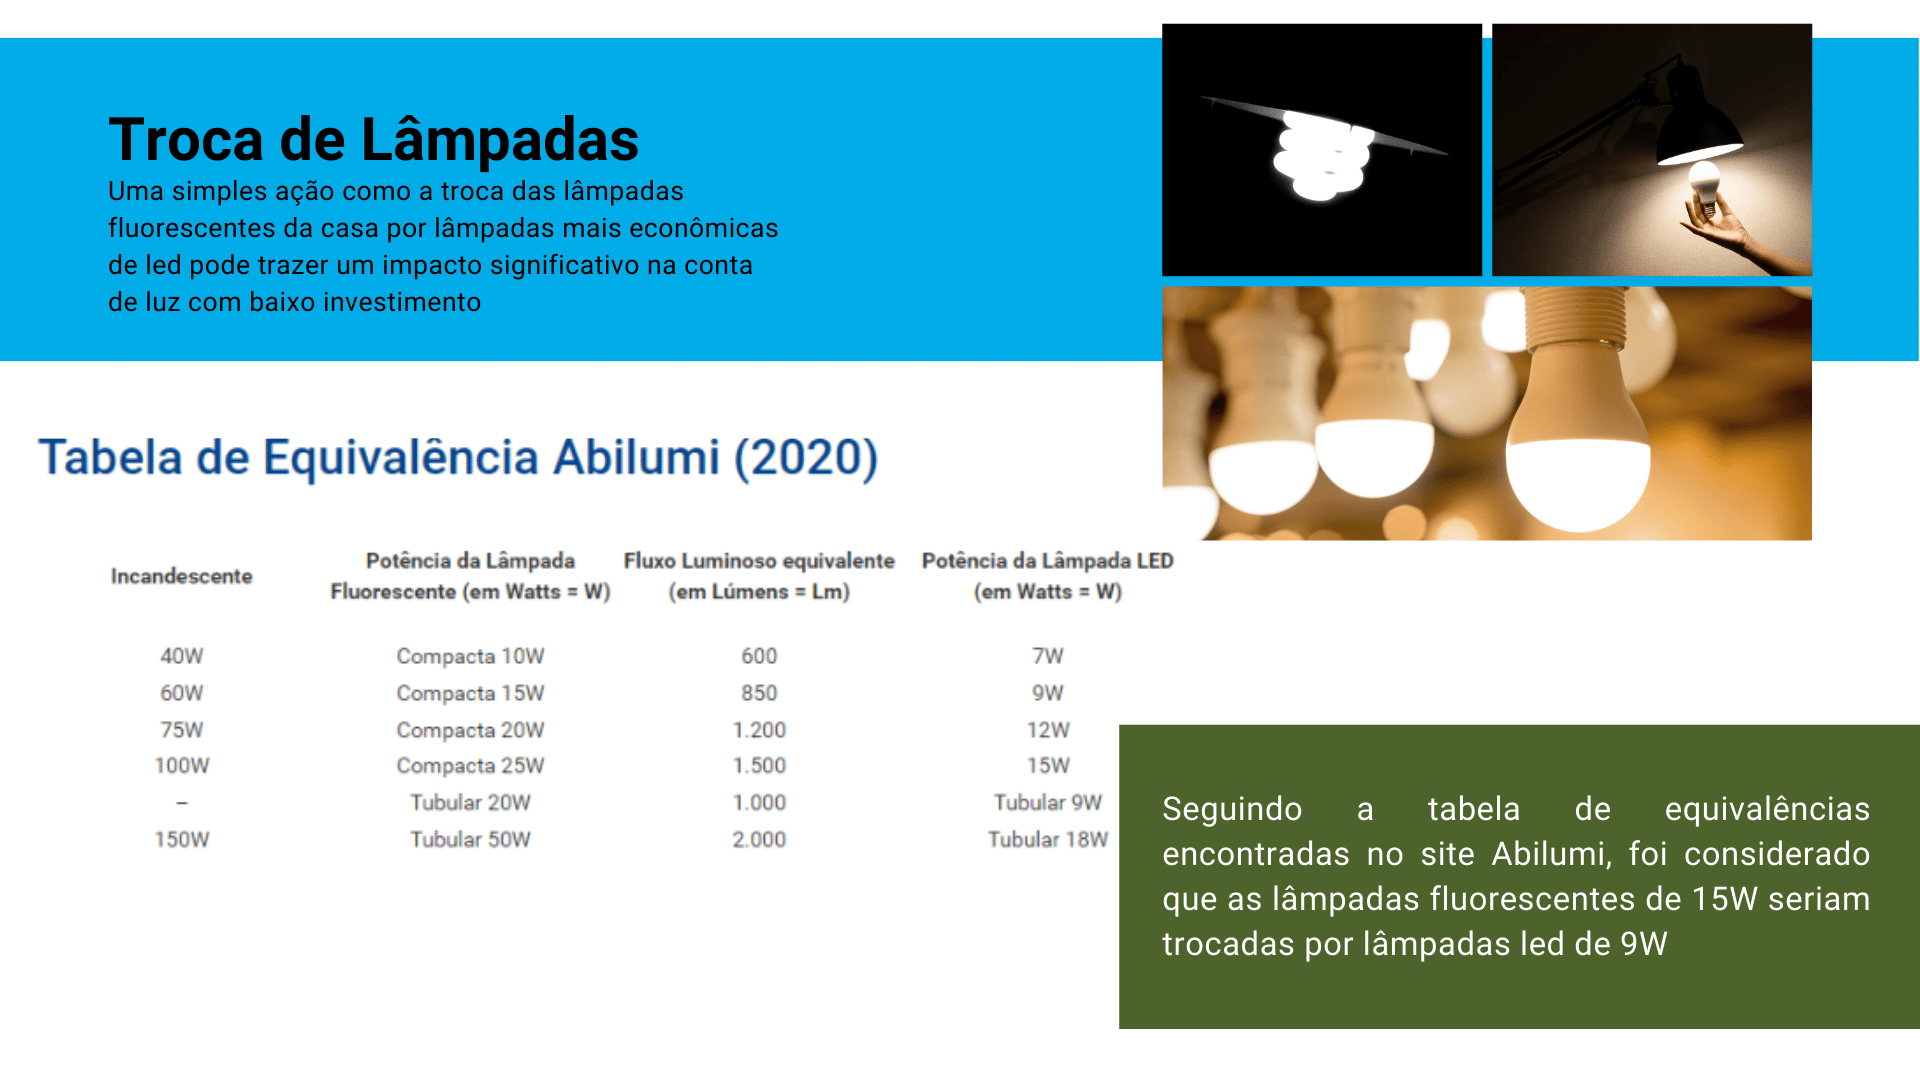 Troca de Lâmpadas
Uma simples ação como a troca das lâmpadas
fluorescentes da casa por lâmpadas mais econômicas
de led pode trazer um impacto significativo na conta
de luz com baixo investimento
Tabela de Equivalência Abilumi (2020)
Incandescente Potência da Lâmpada Fluorescente (em Watts = W) Fluxo Luminoso equivalente (em Lúmens = Lm) Potência da Lâmpada LED (em Watts = W)
40W Compacta 10W 600 7W
60W Compacta 15W 850 9W
75W Compacta 20W 1.200 12W
100W Compacta 25W 1.500 15W
– Tubular 20W 1.000 Tubular 9W
150W Tubular 50W 2.000 Tubular 18W
Seguindo a tabela de equivalências
encontradas no site Abilumi, foi considerado
que as lâmpadas fluorescentes de 15W seriam
trocadas por lâmpadas led de 9W